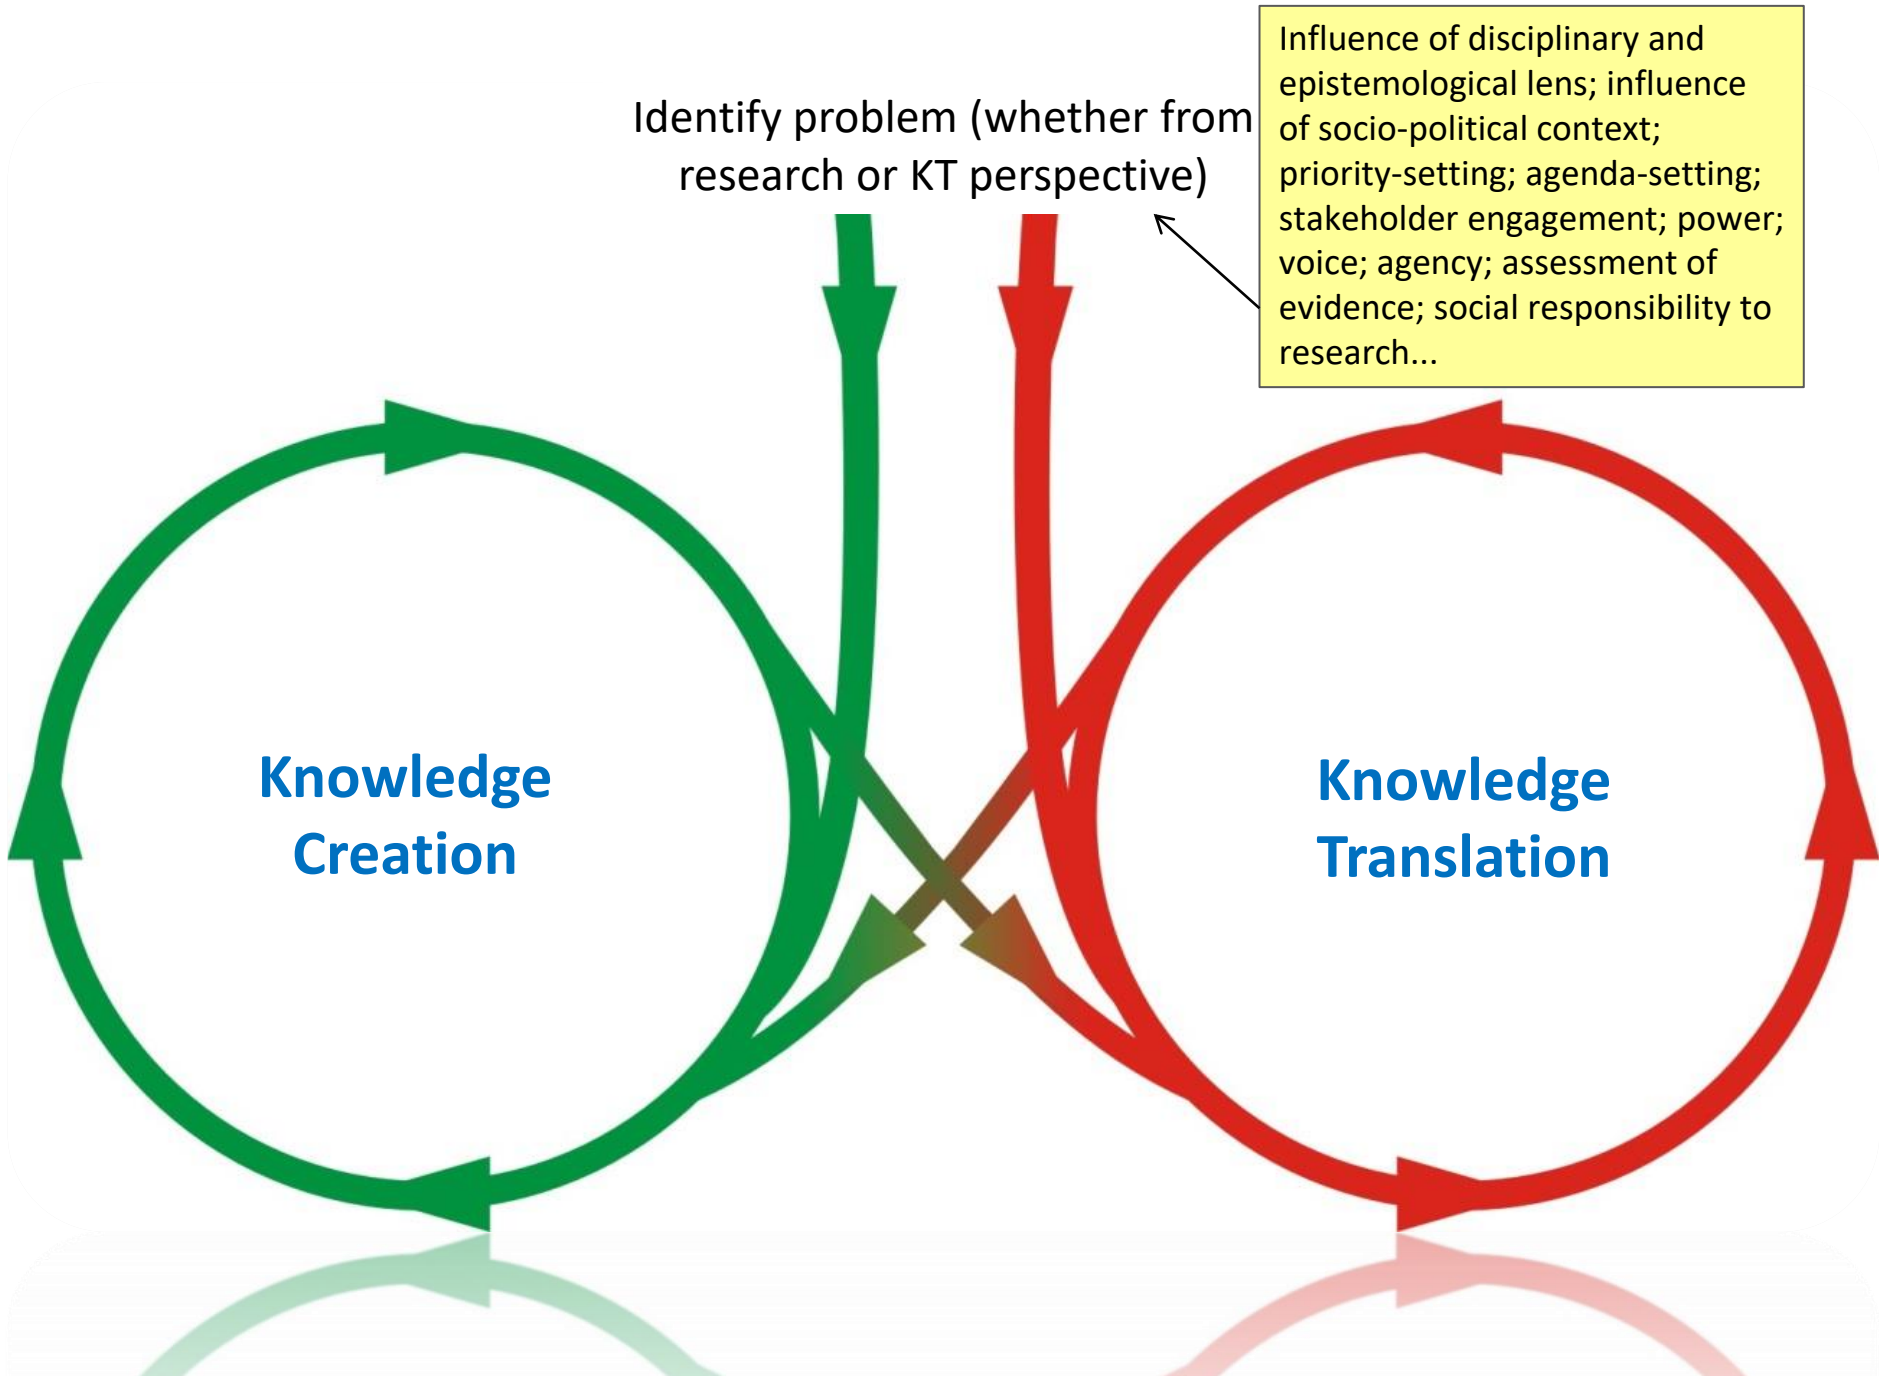 Identify problem (whether from
research or KT perspective)
Influence of disciplinary and
epistemological lens; influence
of socio-political context;
priority-setting; agenda-setting;
stakeholder engagement; power;
voice; agency; assessment of
evidence; social responsibility to
research...
Knowledge
Creation
Knowledge
Translation